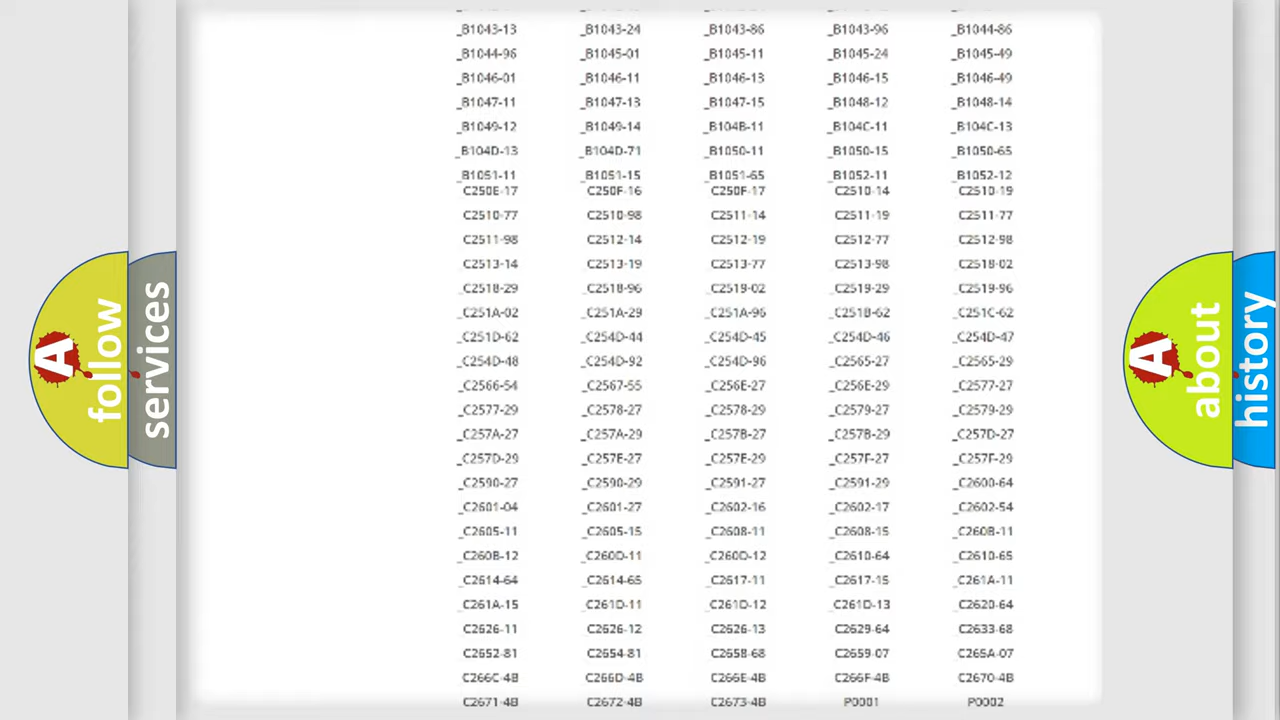 _B1043-13 _B1043-24 _B1043-86 _B1043-96 _B1044-86
_B1044-96 _B1045-01 _B1045-11 _B1045-24 _B1045-49
_B1046-01 _B1046-11 _B1046-13 _B1046-15 _B1046-49
_B1047-11 _B1047-13 _B1047-15 _B1048-12 _B1048-14
_B1049-12 _B1049-14 _B104B-11 _B104C-11 _B104C-13
_B104D-13 _B104D-71 _B1050-11 _B1050-15 _B1050-65
_B1051-11 _B1051-15 _B1051-65 _B1052-11 _B1052-12
C250E-17 C250F-16 C250F-17 C2510-14 C2510-19
C2510-77 C2510-98 C2511-14 C2511-19 C2511-77
C2511-98 C2512-14 C2512-19 C2512-77 C2512-98
C2513-14 C2513-19 C2513-77 C2513-98 C2518-02
_C2518-29 _C2518-96 _C2519-02 _C2519-29 _C2519-96
_C251A-02 _C251A-29 _C251A-96 _C251B-62 _C251C-62
_C251D-62 _C254D-44 _C254D-45 _C254D-46 _C254D-47
_C254D-48 _C254D-92 _C254D-96 _C2565-27 _C2565-29
_C2566-54 _C2567-55 _C256E-27 _C256E-29 _C2577-27
_C2577-29 _C2578-27 _C2578-29 _C2579-27 _C2579-29
_C257A-27 _C257A-29 _C257B-27 _C257B-29 _C257D-27
_C257D-29 _C257E-27 _C257E-29 _C257F-27 _C257F-29
_C2590-27 _C2590-29 _C2591-27 _C2591-29 _C2600-64
_C2601-04 _C2601-27 _C2602-16 _C2602-17 _C2602-54
_C2605-11 _C2605-15 _C2608-11 _C2608-15 _C260B-11
_C260B-12 _C260D-11 _C260D-12 _C2610-64 _C2610-65
_C2614-64 _C2614-65 _C2617-11 _C2617-15 _C261A-11
_C261A-15 _C261D-11 _C261D-12 _C261D-13 _C2620-64
C2626-11 C2626-12 C2626-13 C2629-64 C2633-68
C2652-81 C2654-81 C2658-68 C2659-07 C265A-07
C266C-4B C266D-4B C266E-4B C266F-4B C2670-4B
C2671-4B C2672-4B C2673-4B P0001 P0002
A follow
services
A about
history